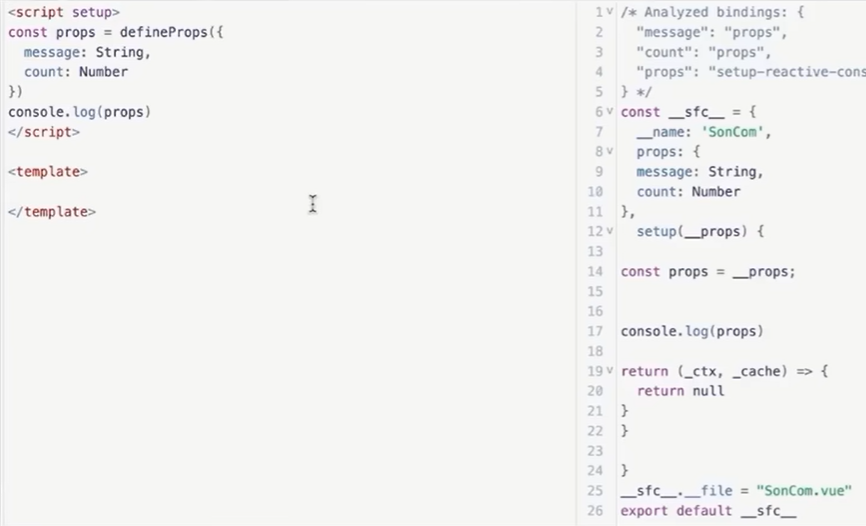 <script setup>
const props = defineProps({
  message: String,
  count: Number
})
console.log(props)
</script>
<template>
</template>
1 /* Analyzed bindings: {
2   "message": "props",
3   "count": "props",
4   "props": "setup-reactive-cons
5 } */
6 const __sfc__ = {
7   __name: 'SonCom',
8   props: {
9   message: String,
10   count: Number
11 },
12   setup(__props) {
13
14 const props = __props;
15
16
17 console.log(props)
18
19 return (_ctx, _cache) => {
20   return null
21 }
22 }
23
24 }
25 __sfc__.__file = "SonCom.vue"
26 export default __sfc__